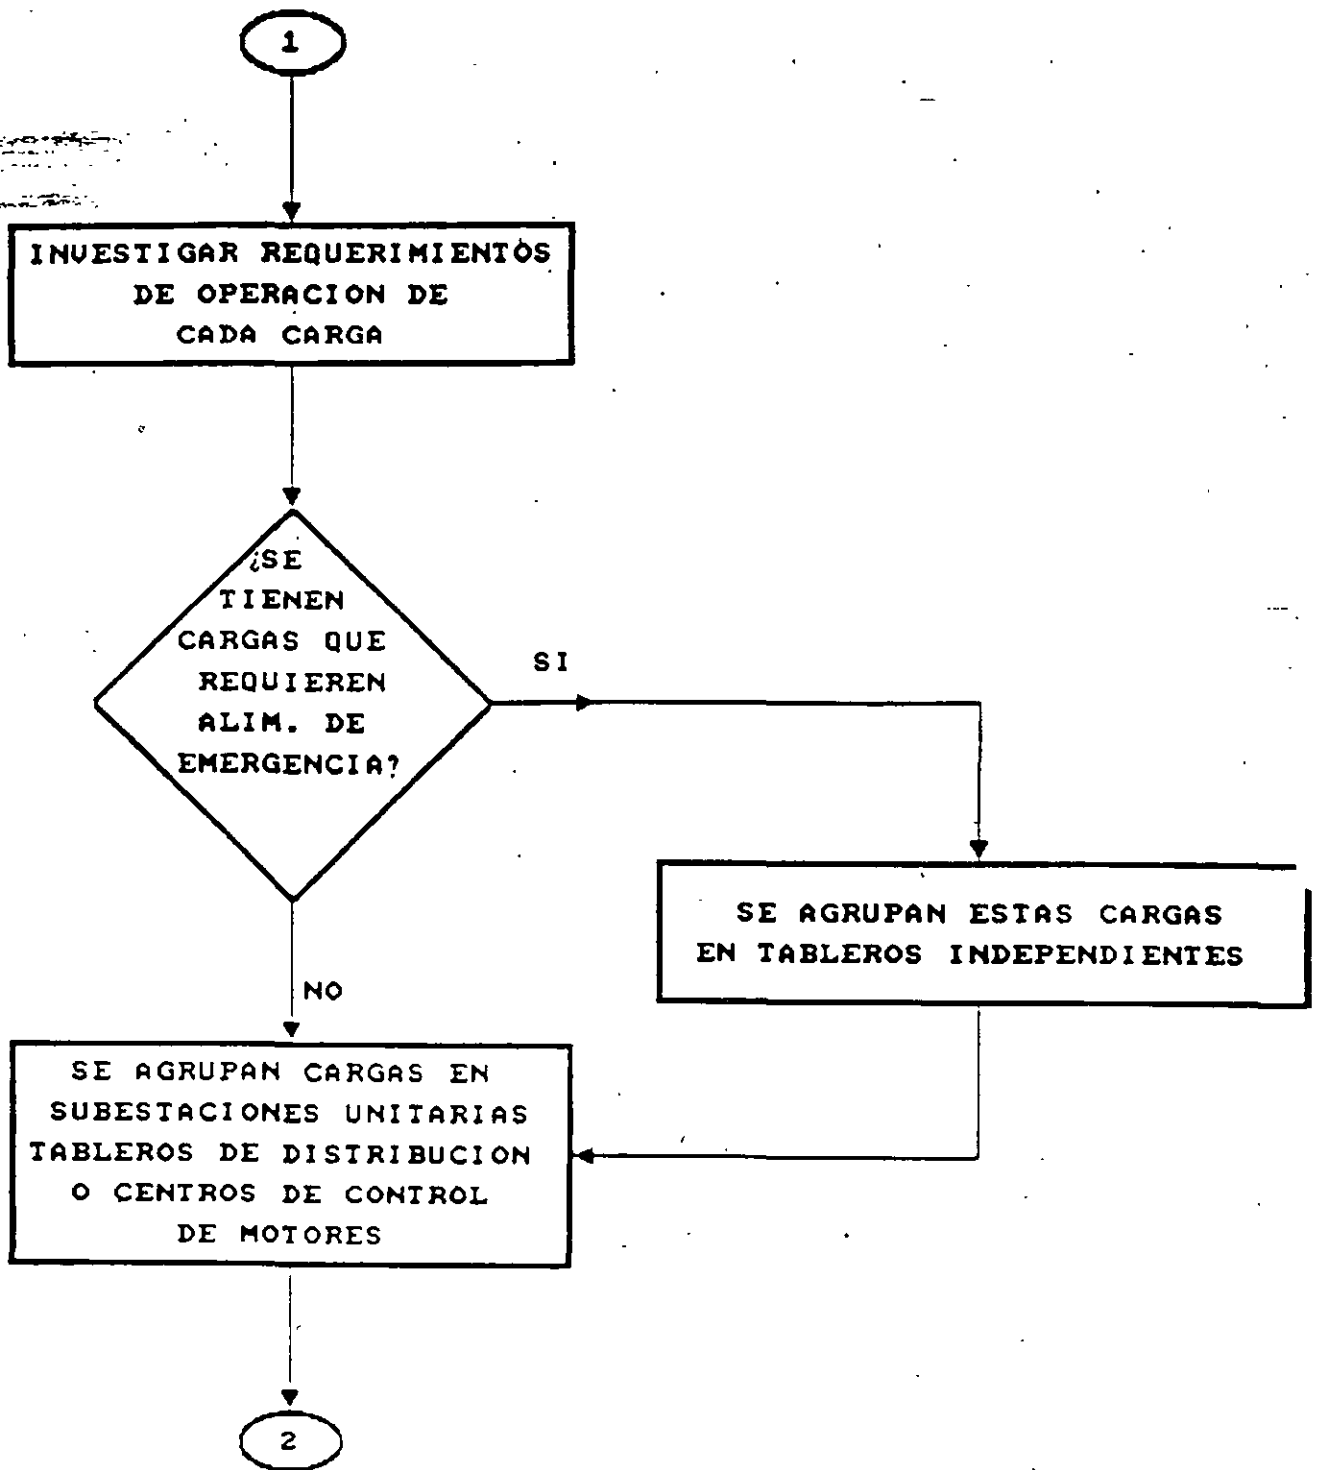 1
INVESTIGAR REQUERIMIENTOS
DE OPERACION DE
CADA CARGA
¿SE
TIENEN
CARGAS QUE
REQUIEREN
ALIM. DE
EMERGENCIA?
SI
SE AGRUPAN ESTAS CARGAS
EN TABLEROS INDEPENDIENTES
NO
SE AGRUPAN CARGAS EN
SUBESTACIONES UNITARIAS
TABLEROS DE DISTRIBUCION
O CENTROS DE CONTROL
DE MOTORES
2